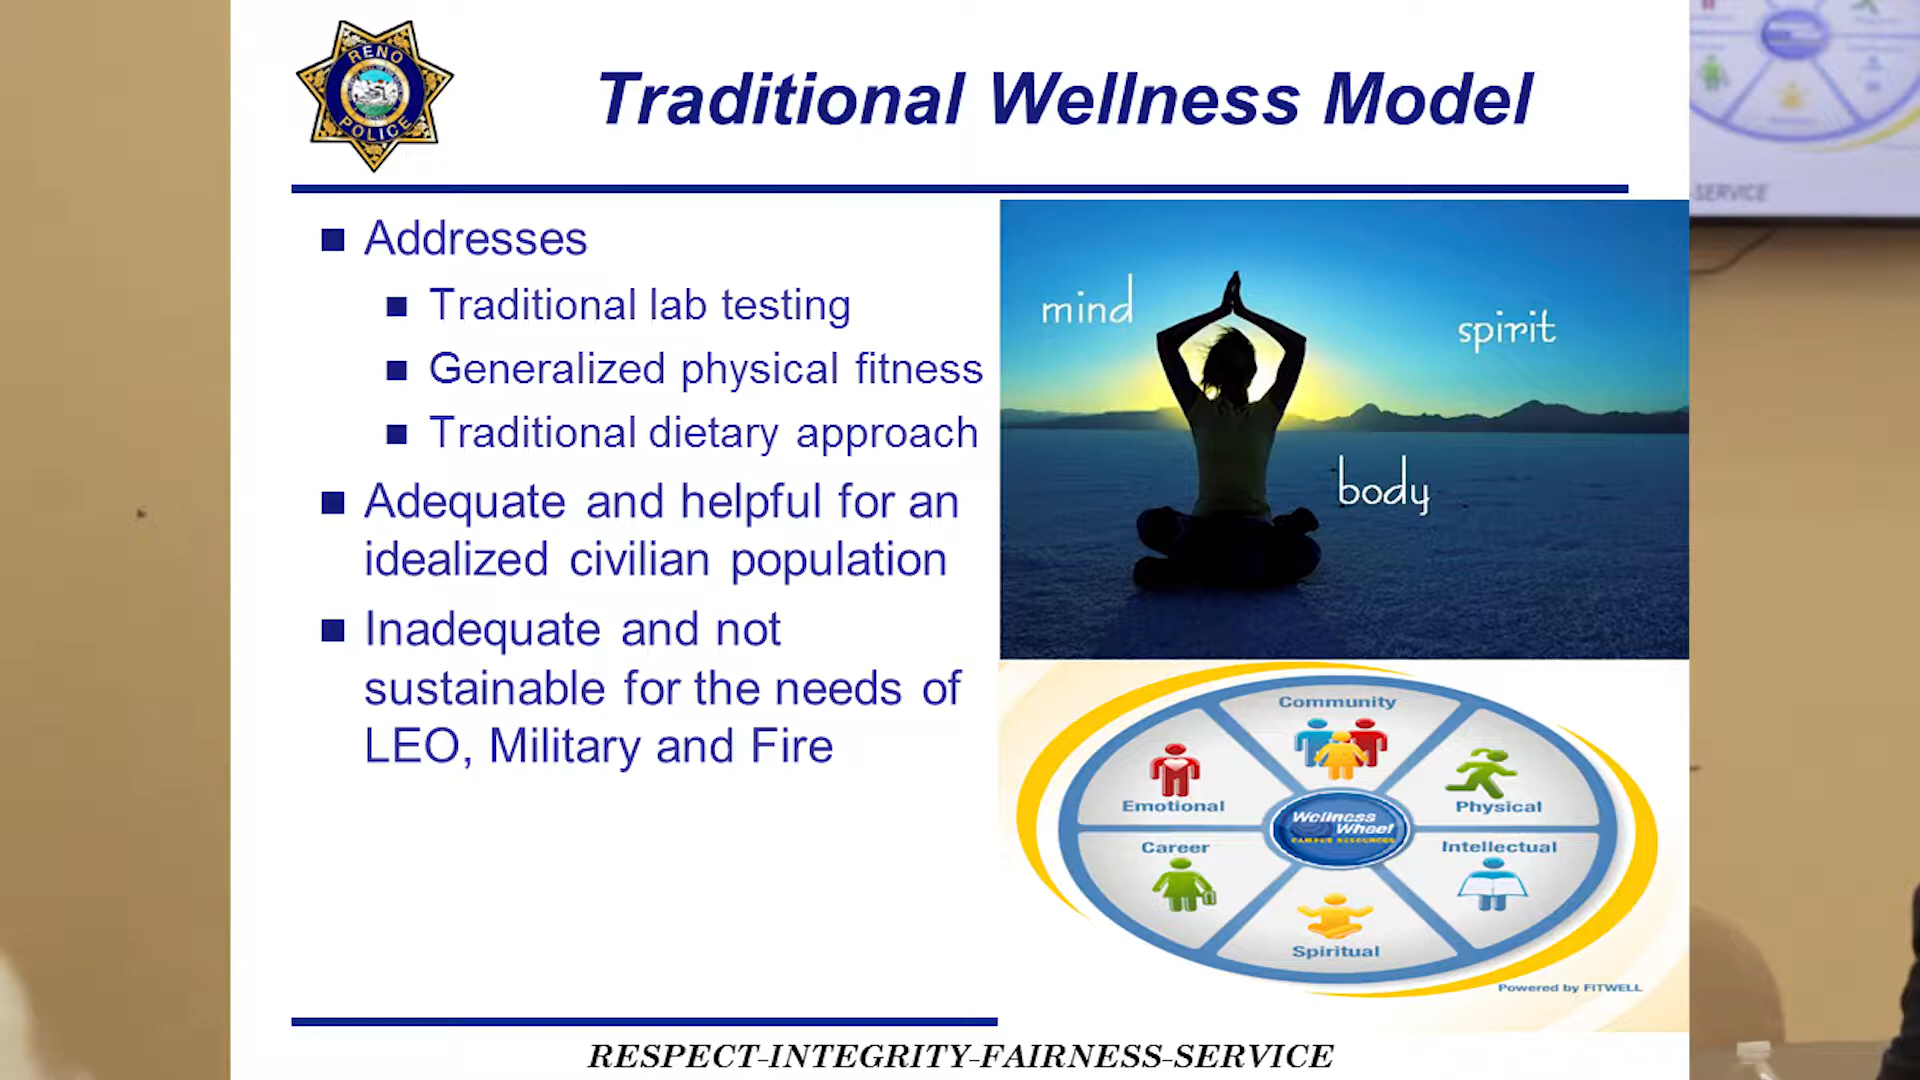 RENO
POLICE
Traditional Wellness Model
Addresses
Traditional lab testing
Generalized physical fitness
Traditional dietary approach
Adequate and helpful for an
idealized civilian population
Inadequate and not
sustainable for the needs of
LEO, Military and Fire
mind
spirit
body
Community
Emotional
Physical
Wellness
Wheel
CAMPUS RESOURCES
Career
Intellectual
Spiritual
Powered by FITWELL
RESPECT-INTEGRITY-FAIRNESS-SERVICE
-SERVICE